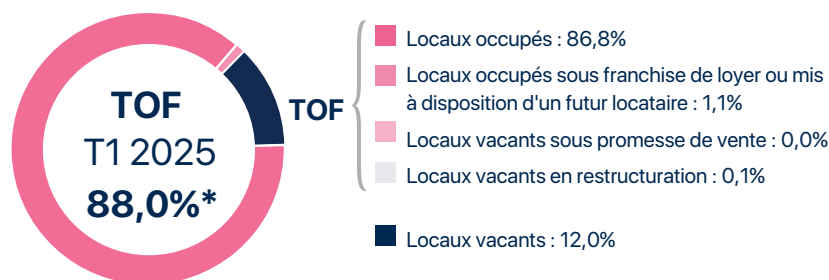 TOF
T1 2025
88,0%*
TOF
Locaux occupés : 86,8%
Locaux occupés sous franchise de loyer ou mis
à disposition d'un futur locataire : 1,1%
Locaux vacants sous promesse de vente : 0,0%
Locaux vacants en restructuration : 0,1%
Locaux vacants : 12,0%